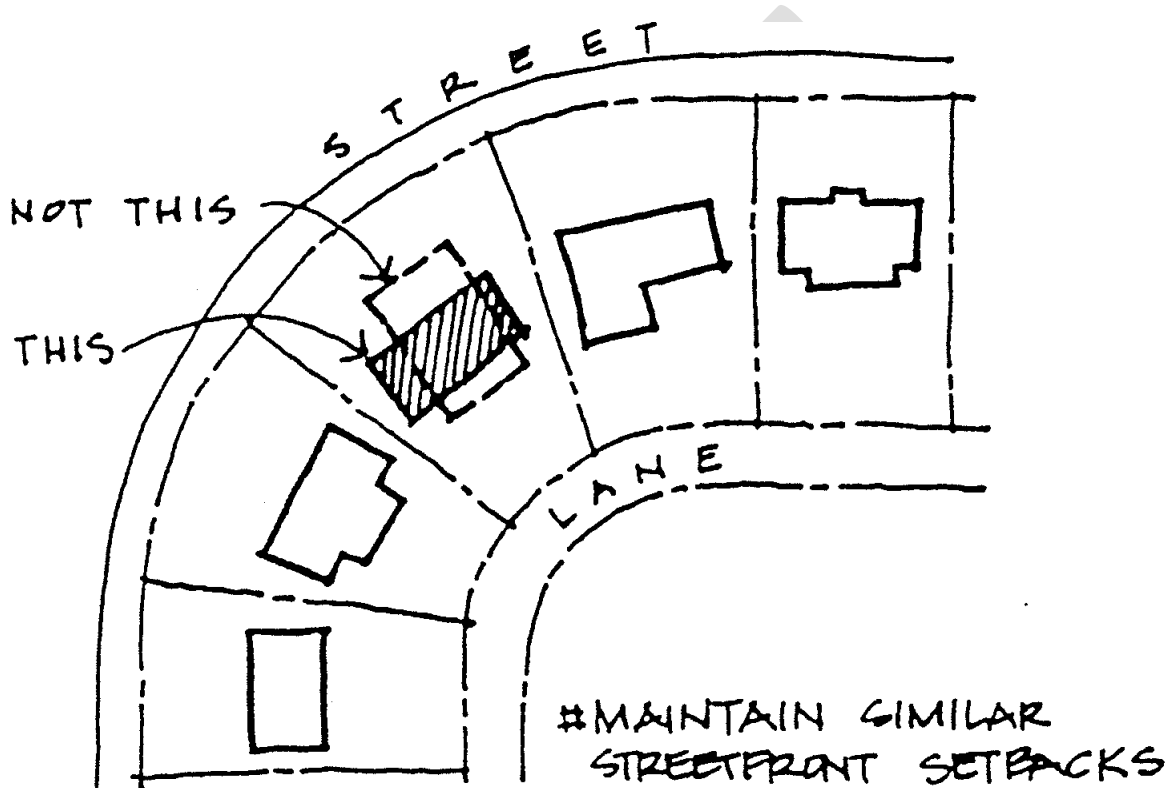 STREET
NOT THIS
THIS
LANE
#MAINTAIN SIMILAR
STREETFRONT SETBACKS